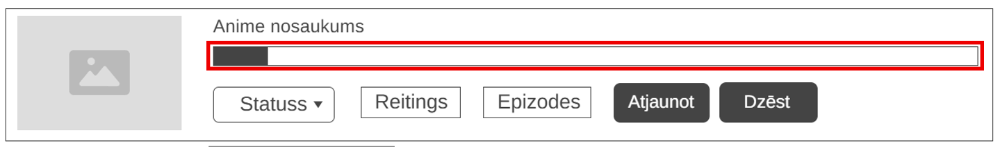 Anime nosaukums
Statuss Reitings Epizodes Atjaunot Dzēst